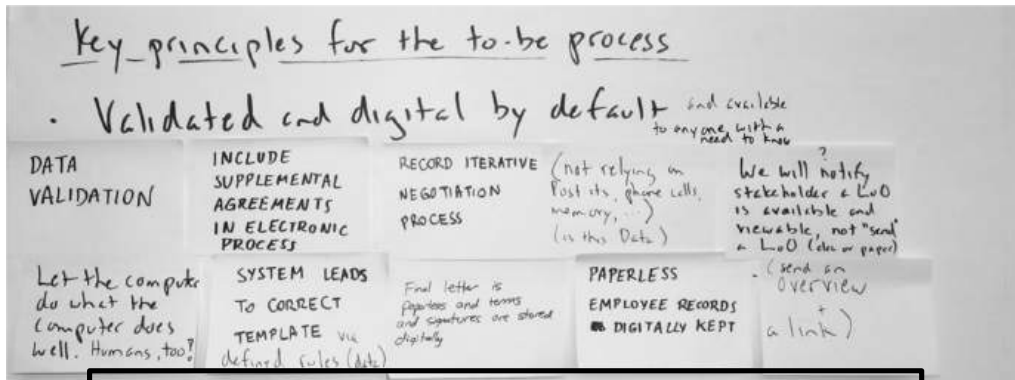 Key principles for the to-be process
• Validated and digital by default and available
to anyone with a
need to know
DATA
VALIDATION
INCLUDE
SUPPLEMENTAL
AGREEMENTS
IN ELECTRONIC
PROCESS
RECORD ITERATIVE
NEGOTIATION
PROCESS
(not relying on
Post its, phone calls,
memory, ...)
(is this Data)
?
We will notify
stakeholder a LoO
is available and
viewable, not "send"
a LoO (elec or paper)
Let the computer
do what the
computer does
well. Humans, too!
SYSTEM LEADS
TO CORRECT
TEMPLATE via
defined rules (data)
Final letter is
paperless and terms
and signatures are stored
digitally
PAPERLESS
EMPLOYEE RECORDS
DIGITALLY KEPT
(send an
overview
+
a link)